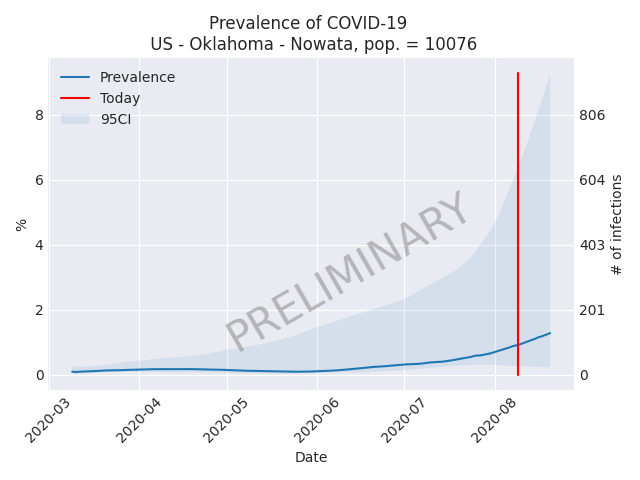 Prevalence of COVID-19
US - Oklahoma - Nowata, pop. = 10076
Prevalence
Today
95CI
8
6
4
2
0
%
806
604
403
201
0
# of infections
PRELIMINARY
2020-03
2020-04
2020-05
2020-06
2020-07
2020-08
Date